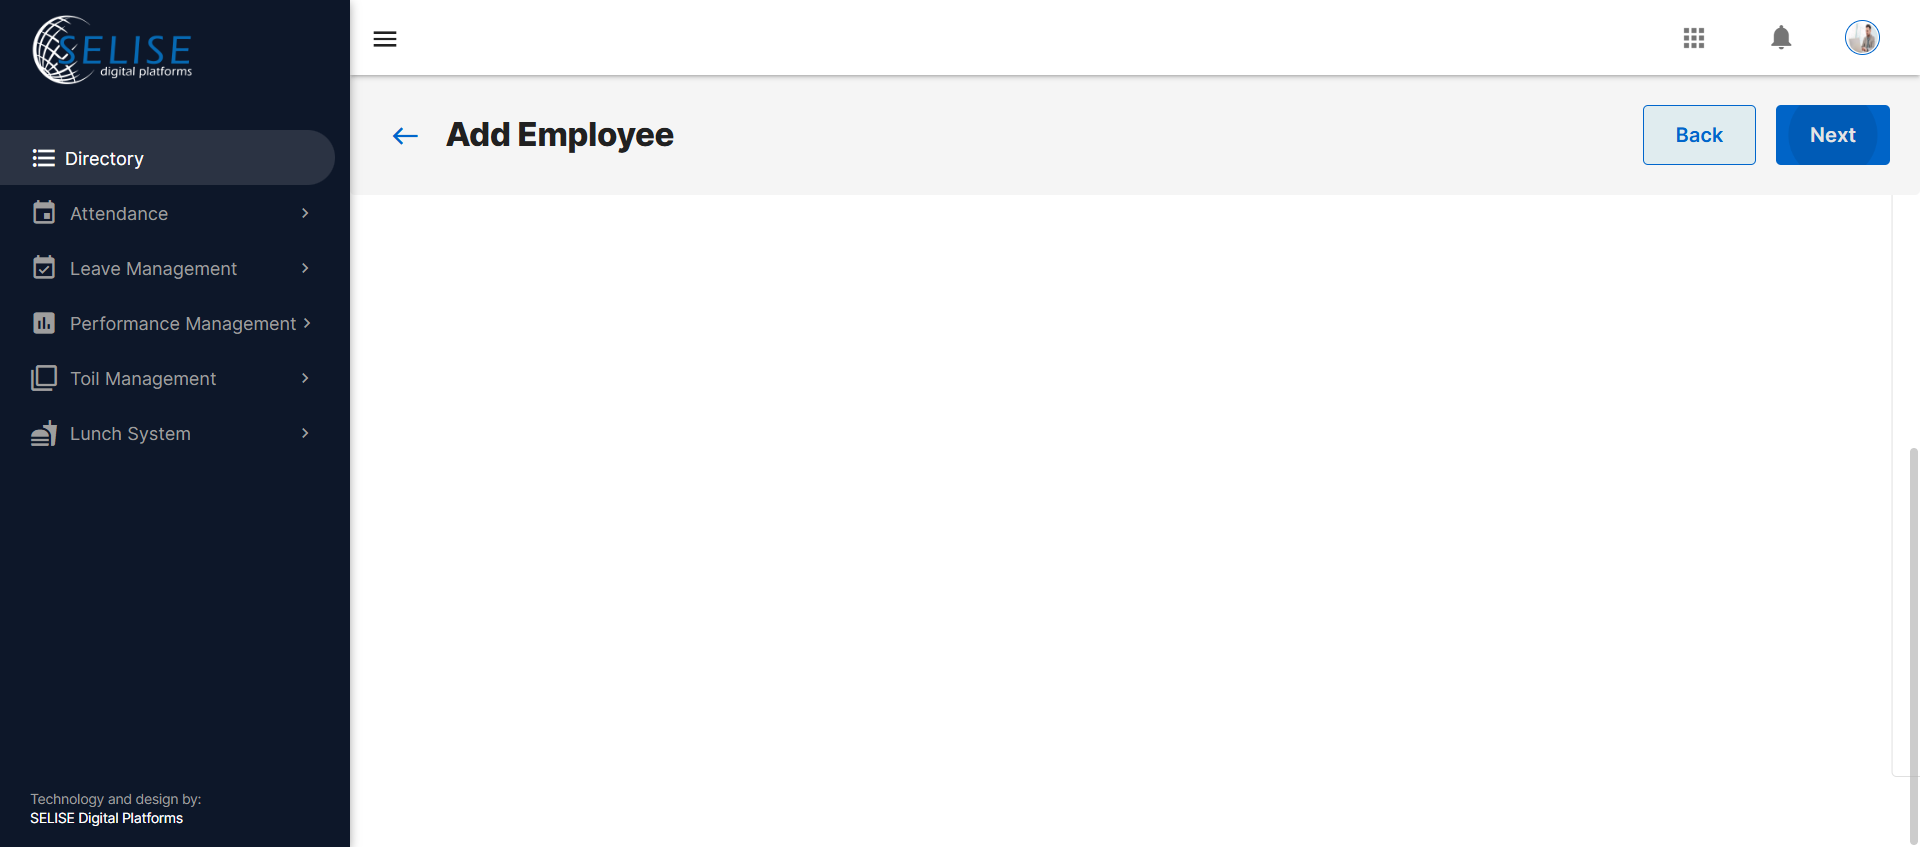 SELISE
digital platforms
Directory
Attendance
Leave Management
Performance Management
Toil Management
Lunch System
Technology and design by:
SELISE Digital Platforms
Add Employee
Back
Next